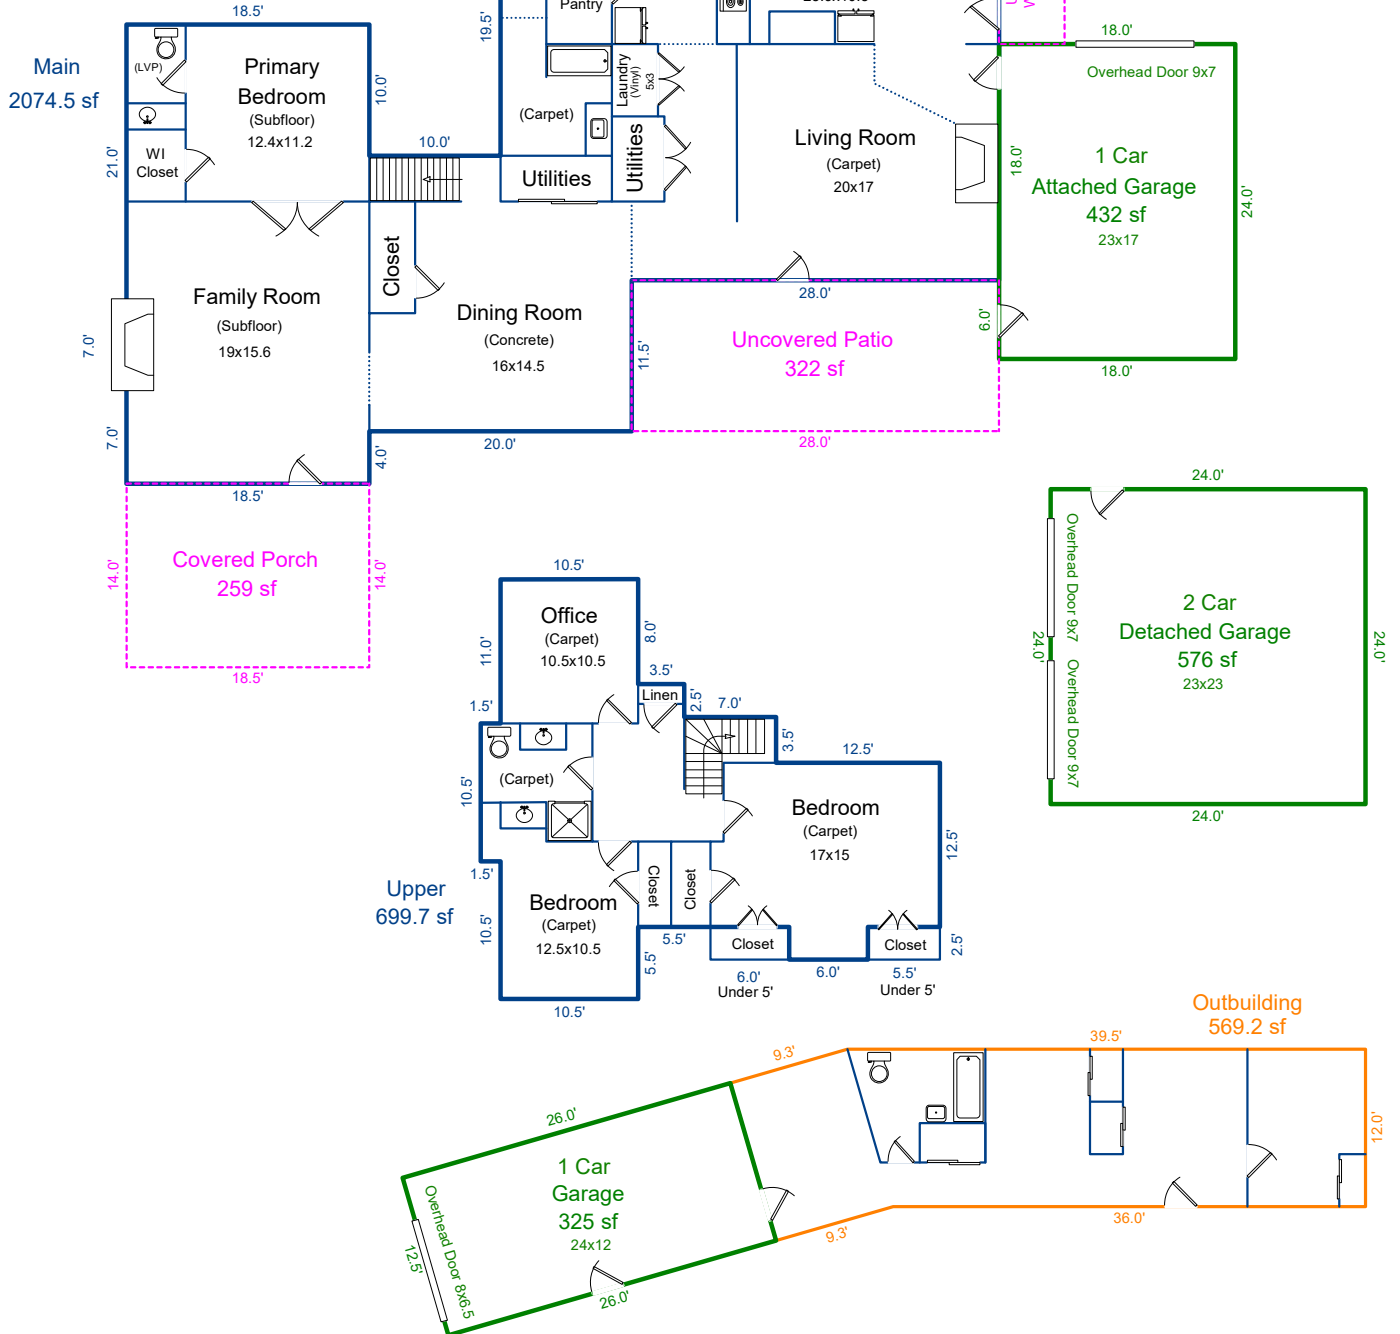 18.5'
19.5'
Pantry
18.0'
Main
2074.5 sf
(LVP)
Primary
Bedroom
(Subfloor)
12.4x11.2
10.0'
Overhead Door 9x7
Laundry
(Vinyl)
5x3
(Carpet)
Living Room
(Carpet)
20x17
10.0'
21.0'
WI
Closet
Utilities
Utilities
18.0'
1 Car
Attached Garage
432 sf
23x17
24.0'
Closet
Family Room
(Subfloor)
19x15.6
7.0'
Dining Room
(Concrete)
16x14.5
28.0'
11.5'
Uncovered Patio
322 sf
6.0'
18.0'
7.0'
4.0'
20.0'
28.0'
18.5'
24.0'
Covered Porch
259 sf
14.0'
14.0'
18.5'
Overhead Door 9x7
Overhead Door 9x7
24.0'
2 Car
Detached Garage
576 sf
23x23
24.0'
24.0'
10.5'
Office
(Carpet)
10.5x10.5
11.0'
8.0'
3.5'
Linen
2.5'
7.0'
1.5'
3.5'
12.5'
(Carpet)
10.5'
Bedroom
(Carpet)
17x15
12.5'
1.5'
Upper
699.7 sf
Closet
Closet
Bedroom
(Carpet)
12.5x10.5
10.5'
5.5'
5.5'
Closet
Closet
2.5'
6.0'
Under 5'
6.0'
5.5'
Under 5'
10.5'
Outbuilding
569.2 sf
39.5'
9.3'
12.0'
26.0'
1 Car
Garage
325 sf
24x12
Overhead Door 8x6.5
12.5'
26.0'
9.3'
36.0'